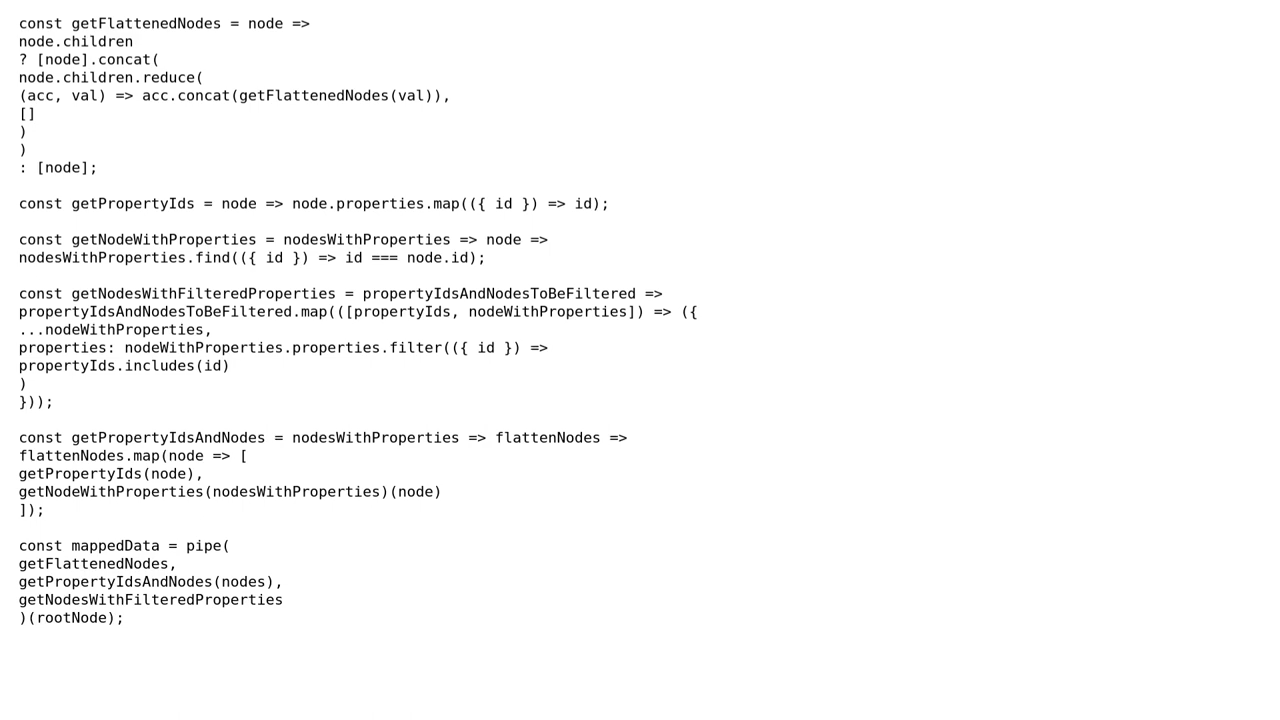 const getFlattenedNodes = node =>
node.children
? [node].concat(
node.children.reduce(
(acc, val) => acc.concat(getFlattenedNodes(val)),
[]
)
)
: [node];

const getPropertyIds = node => node.properties.map(({ id }) => id);

const getNodeWithProperties = nodesWithProperties => node =>
nodesWithProperties.find(({ id }) => id === node.id);

const getNodesWithFilteredProperties = propertyIdsAndNodesToBeFiltered =>
propertyIdsAndNodesToBeFiltered.map(([propertyIds, nodeWithProperties]) => ({
...nodeWithProperties,
properties: nodeWithProperties.properties.filter(({ id }) =>
propertyIds.includes(id)
)
}));

const getPropertyIdsAndNodes = nodesWithProperties => flattenNodes =>
flattenNodes.map(node => [
getPropertyIds(node),
getNodeWithProperties(nodesWithProperties)(node)
]);

const mappedData = pipe(
getFlattenedNodes,
getPropertyIdsAndNodes(nodes),
getNodesWithFilteredProperties
)(rootNode);